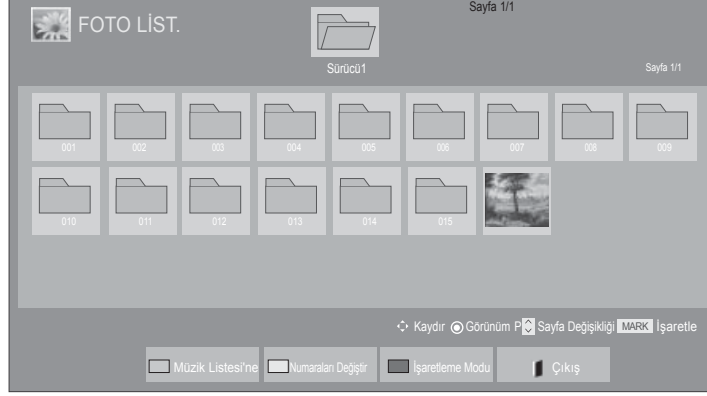 Sayfa 1/1
FOTO LİST.
Sürücü1
Sayfa 1/1
001 002 003 004 005 006 007 008 009
010 011 012 013 014 015
Kaydır Görünüm P Sayfa Değişikliği MARK İşaretle
Müzik Listesi'ne Numaraları Değiştir İşaretleme Modu Çıkış